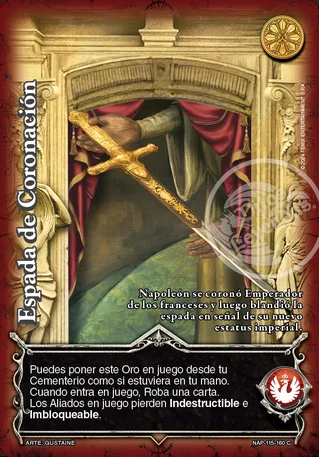 Espada de Coronación
Napoleón se coronó Emperador
de los franceses y luego blandió la
espada en señal de su nuevo
estatus imperial.
Puedes poner este Oro en juego desde tu
Cementerio como si estuviera en tu mano.
Cuando entra en juego, Roba una carta.
Los Aliados en juego pierden Indestructible e
Imbloqueable.
ARTE: GUSTAINE
NAP-115-160 C